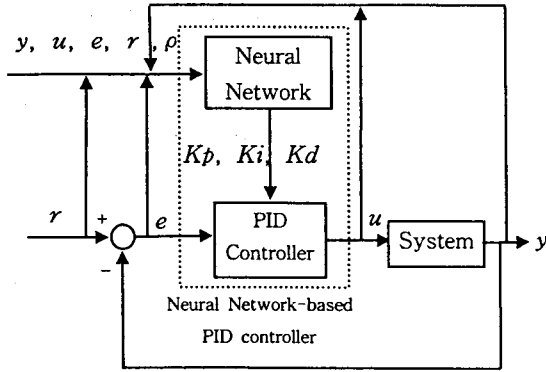 y, u, e, r, ρ
Neural
Network
Kp, Ki, Kd
r
+
e
−
PID
Controller
u
System
y
Neural Network-based
PID controller